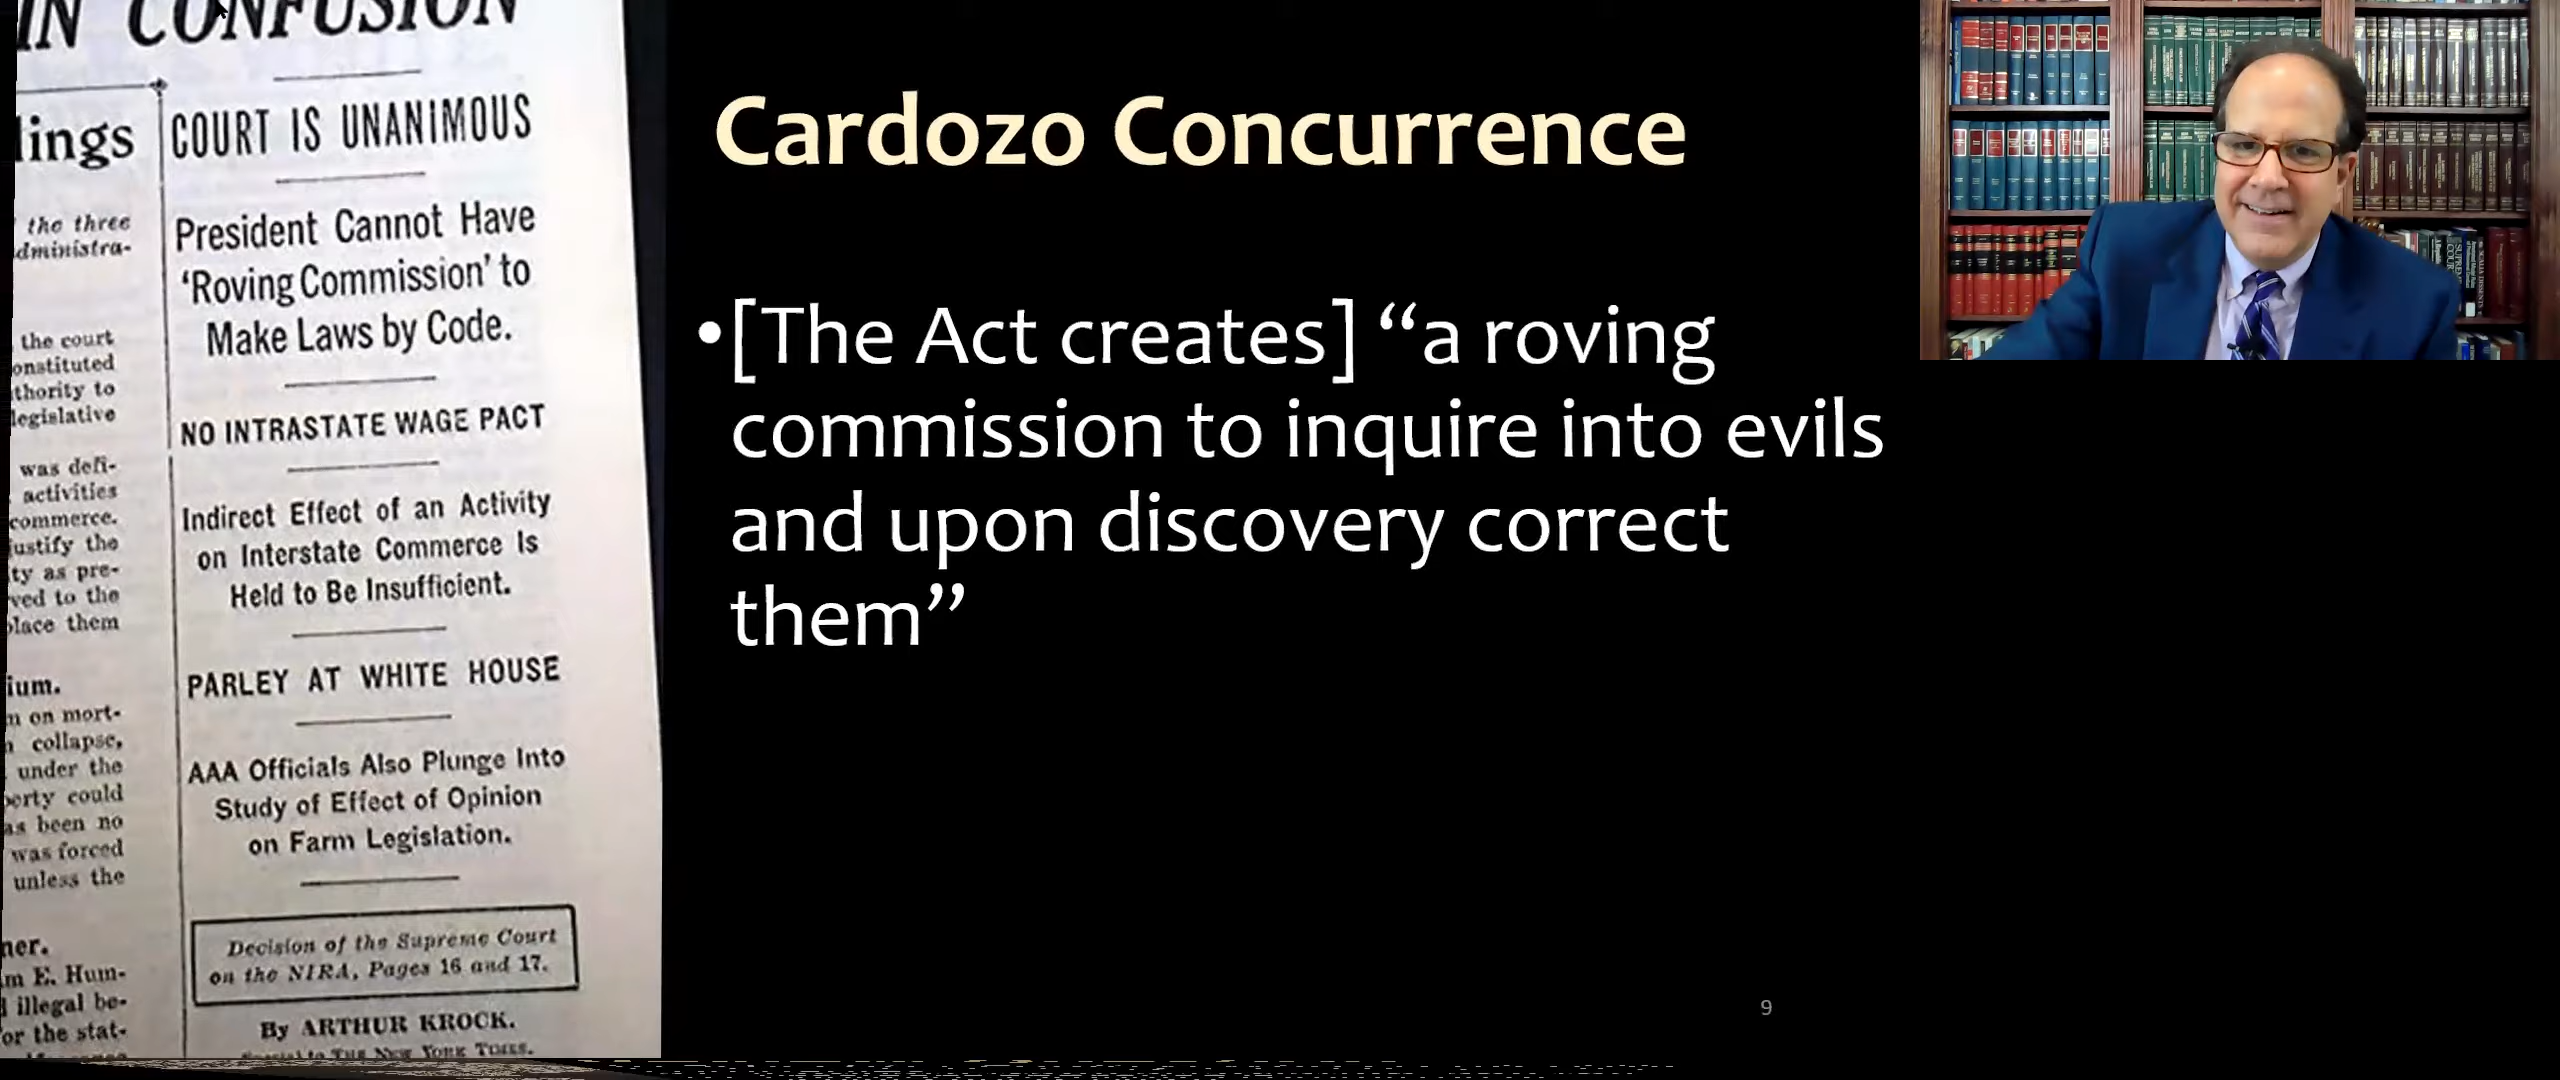 IN CONFUSION
lings
the three
dministra-
the court
onstituted
thority to
legislative
was defi-
activities
commerce.
justify the
ty as pre-
ved to the
place them
ium.
n on mort-
collapse,
under the
perty could
as been no
was forced
unless the
ner.
m E. Hum-
illegal be-
or the stat-
COURT IS UNANIMOUS
President Cannot Have
‘Roving Commission’ to
Make Laws by Code.
NO INTRASTATE WAGE PACT
Indirect Effect of an Activity
on Interstate Commerce Is
Held to Be Insufficient.
PARLEY AT WHITE HOUSE
AAA Officials Also Plunge Into
Study of Effect of Opinion
on Farm Legislation.
Decision of the Supreme Court
on the NIRA, Pages 16 and 17.
By ARTHUR KROCK.
Special to THE NEW YORK TIMES.
Cardozo Concurrence
•[The Act creates] “a roving
commission to inquire into evils
and upon discovery correct
them”
9